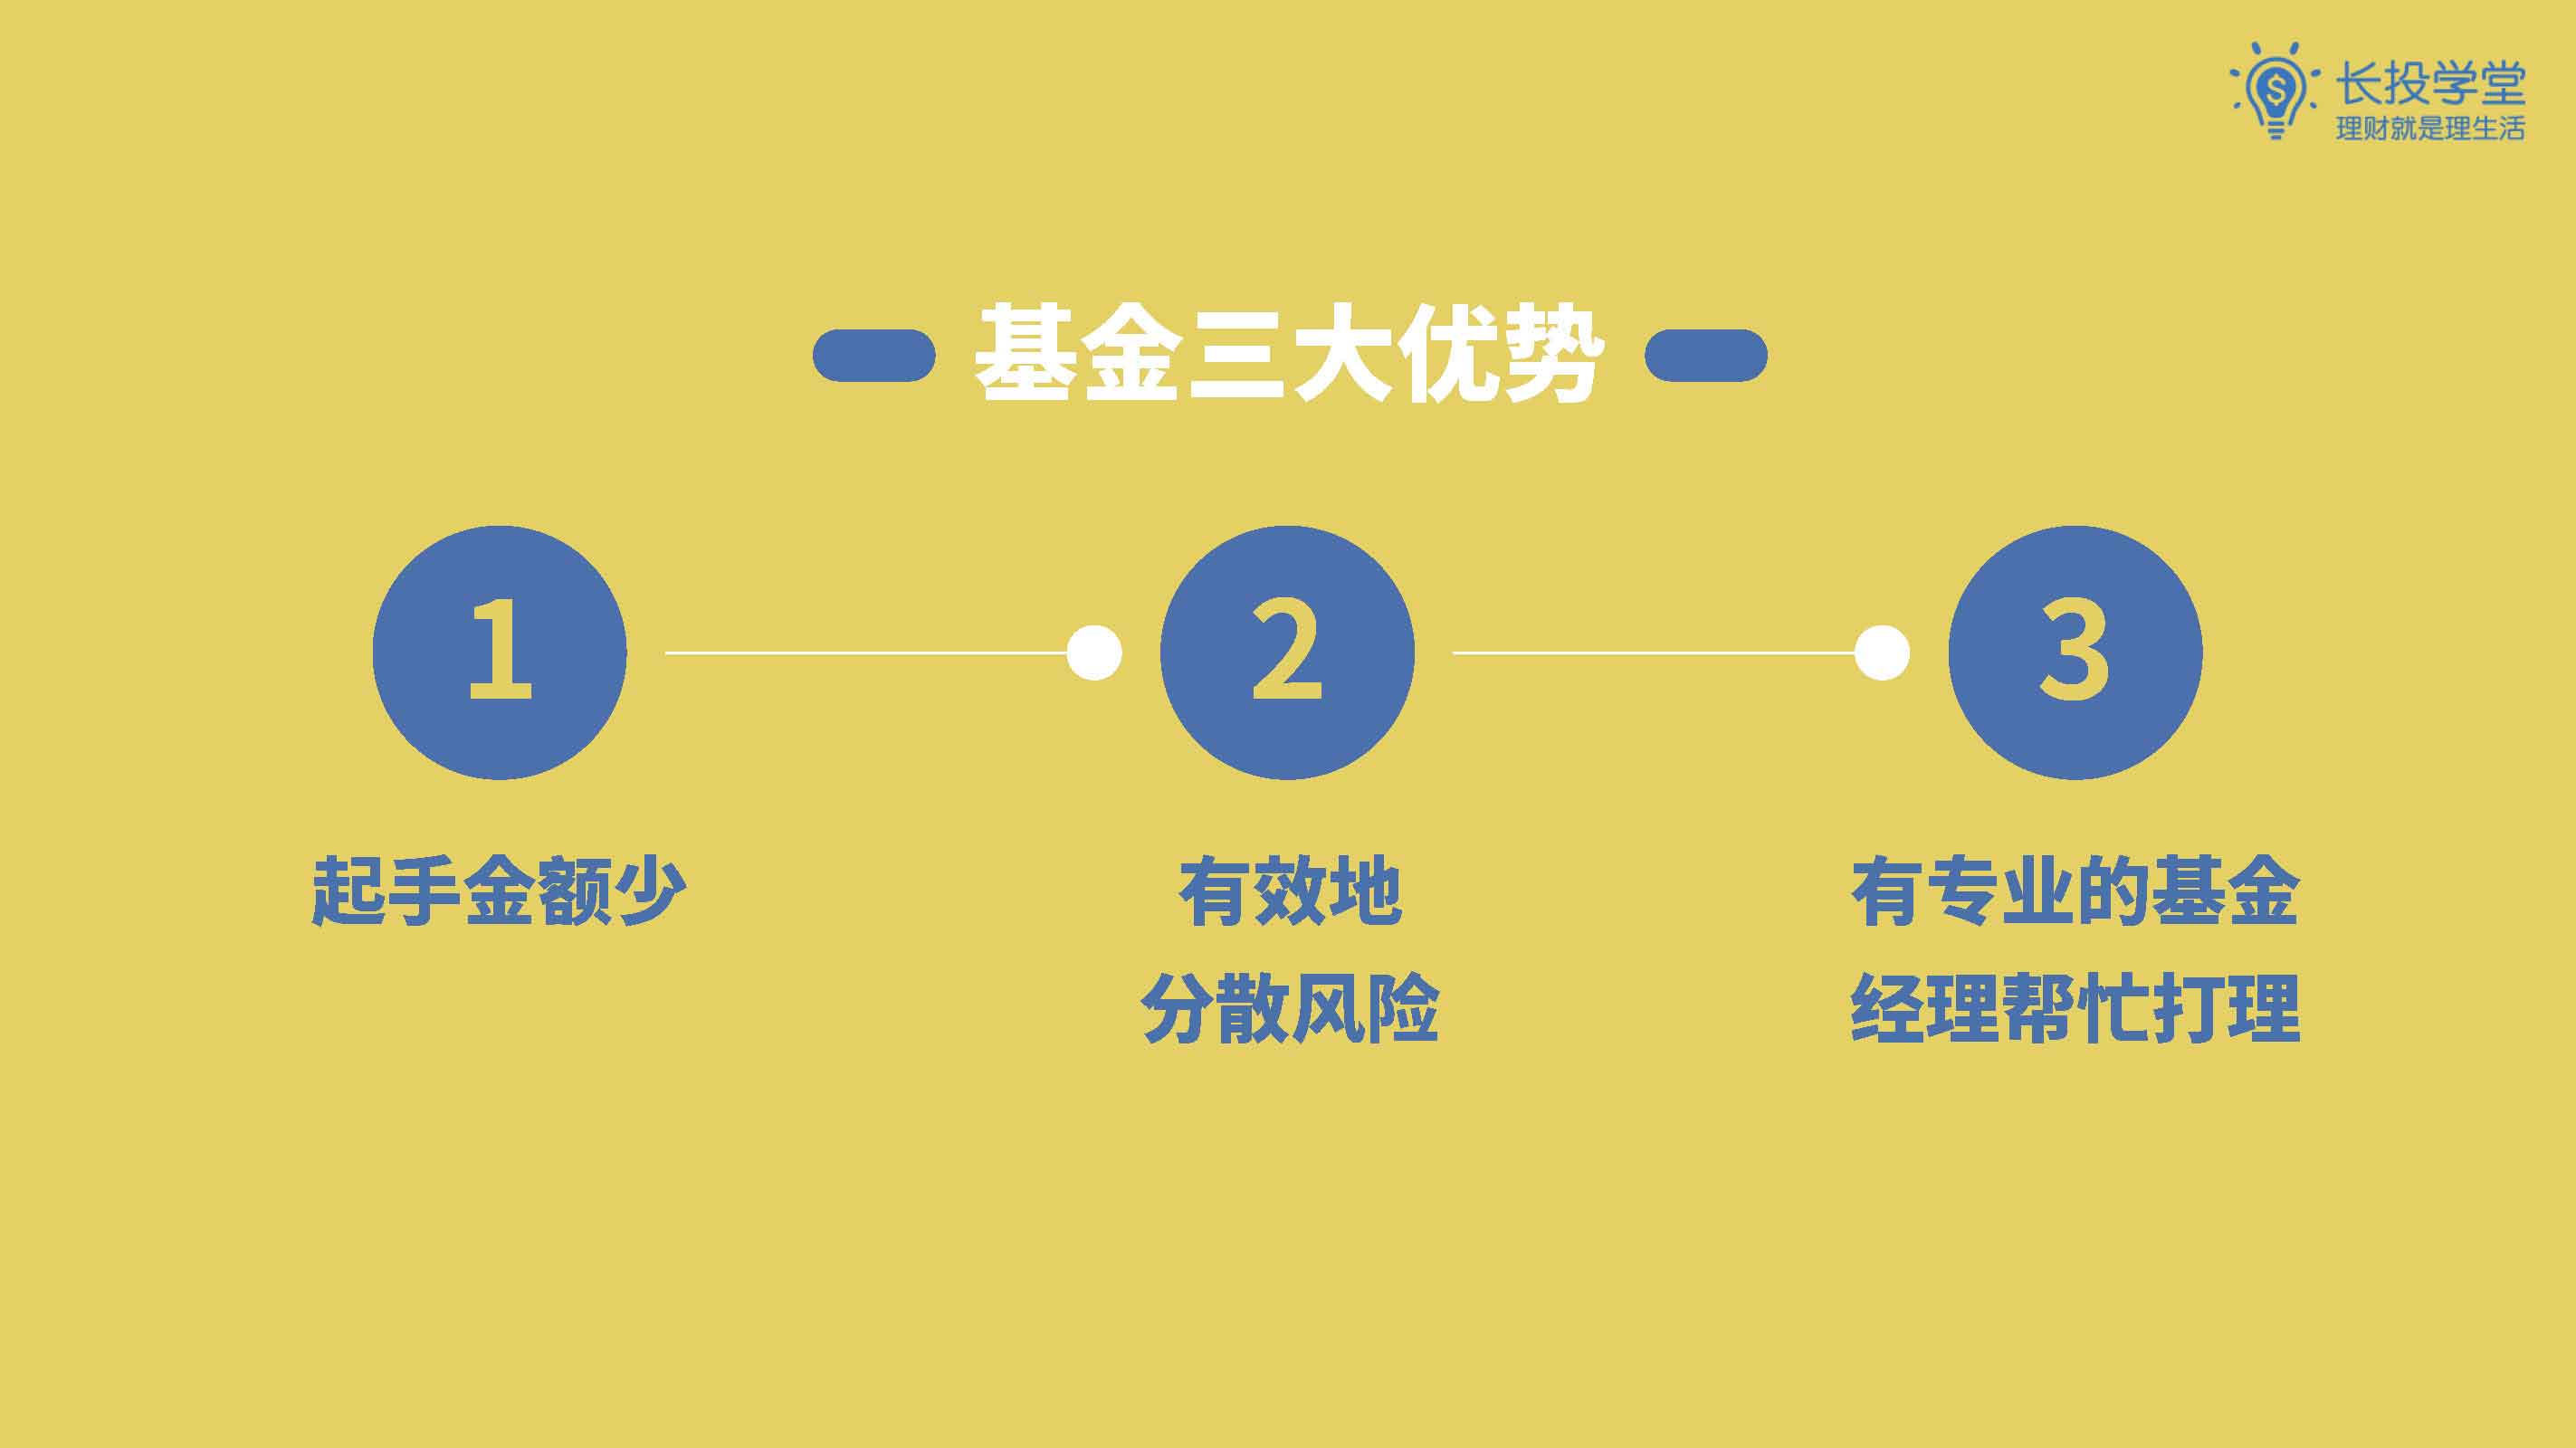 长投学堂
理财就是理生活
基金三大优势
1
2
3
起手金额少
有效地
分散风险
有专业的基金
经理帮忙打理